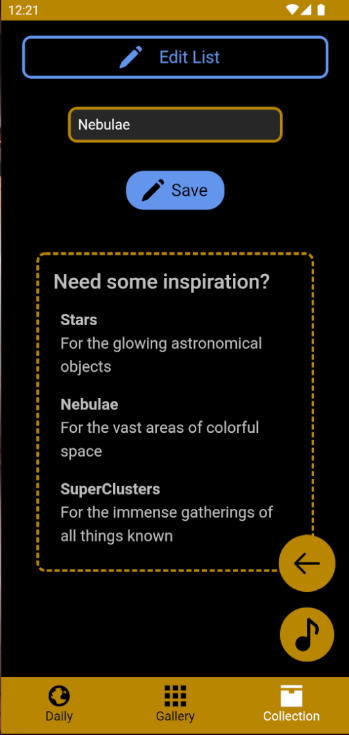 12:21
Edit List
Nebulae
Save
Need some inspiration?
Stars
For the glowing astronomical
objects
Nebulae
For the vast areas of colorful
space
SuperClusters
For the immense gatherings of
all things known
Daily
Gallery
Collection